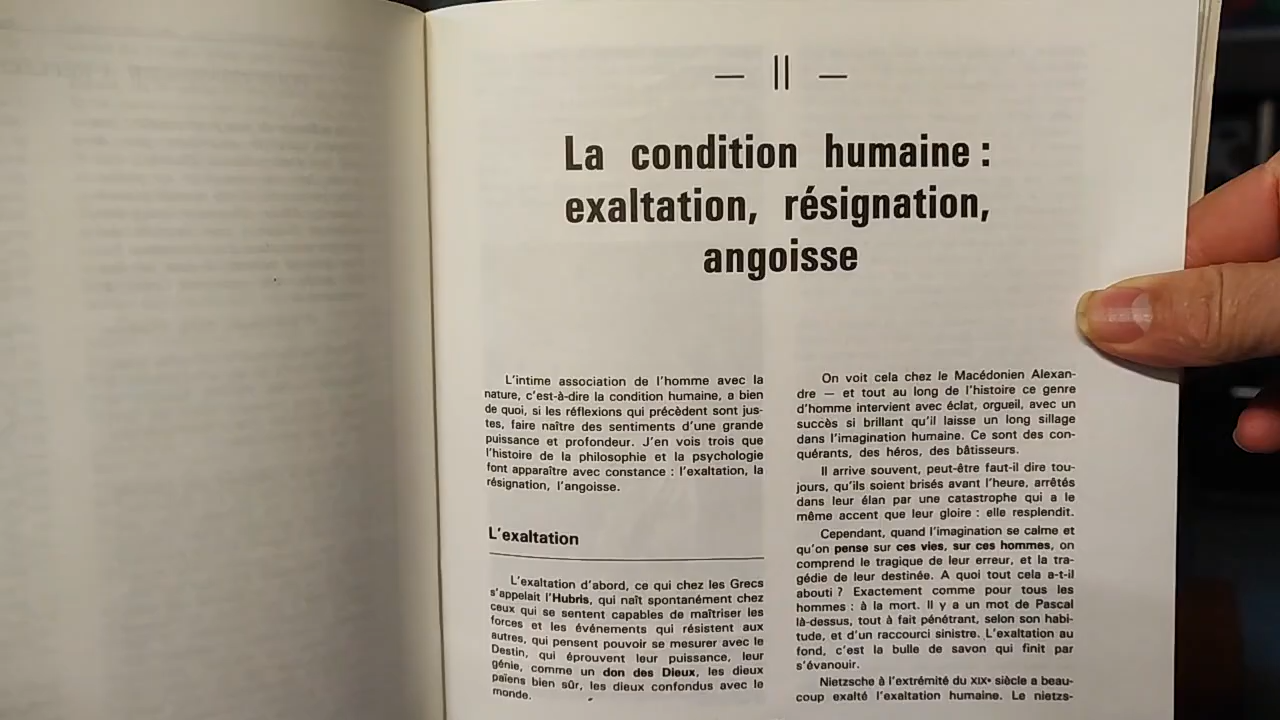 — II —
La condition humaine :
exaltation, résignation,
angoisse
L'intime association de l'homme avec la
nature, c'est-à-dire la condition humaine, a bien
de quoi, si les réflexions qui précèdent sont jus-
tes, faire naître des sentiments d'une grande
puissance et profondeur. J'en vois trois que
l'histoire de la philosophie et la psychologie
font apparaître avec constance : l'exaltation, la
résignation, l'angoisse.
L'exaltation
L'exaltation d'abord, ce qui chez les Grecs
s'appelait l'Hubris, qui naît spontanément chez
ceux qui se sentent capables de maîtriser les
forces et les événements qui résistent aux
autres, qui pensent pouvoir se mesurer avec le
Destin, qui éprouvent leur puissance, leur
génie, comme un don des Dieux, les dieux
païens bien sûr, les dieux confondus avec le
monde.
On voit cela chez le Macédonien Alexan-
dre — et tout au long de l'histoire ce genre
d'homme intervient avec éclat, orgueil, avec un
succès si brillant qu'il laisse un long sillage
dans l'imagination humaine. Ce sont des con-
quérants, des héros, des bâtisseurs.
Il arrive souvent, peut-être faut-il dire tou-
jours, qu'ils soient brisés avant l'heure, arrêtés
dans leur élan par une catastrophe qui a le
même accent que leur gloire : elle resplendit.
Cependant, quand l'imagination se calme et
qu'on pense sur ces vies, sur ces hommes, on
comprend le tragique de leur erreur, et la tra-
gédie de leur destinée. A quoi tout cela a-t-il
abouti ? Exactement comme pour tous les
hommes : à la mort. Il y a un mot de Pascal
là-dessus, tout à fait pénétrant, selon son habi-
tude, et d'un raccourci sinistre. L'exaltation au
fond, c'est la bulle de savon qui finit par
s'évanouir.
Nietzsche à l'extrémité du XIXe siècle a beau-
coup exalté l'exaltation humaine. Le nietzs-